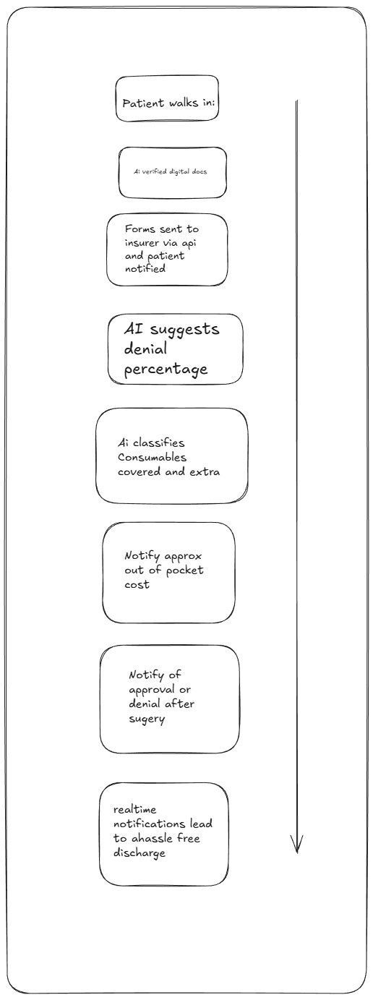 Patient walks in:
Ai verified digital docs
Forms sent to
insurer via api
and patient
notified
AI suggests
denial
percentage
Ai classifies
Consumables
covered and extra
Notify approx
out of pocket
cost
Notify of
approval or
denial after
sugery
realtime
notifications lead
to ahassle free
discharge